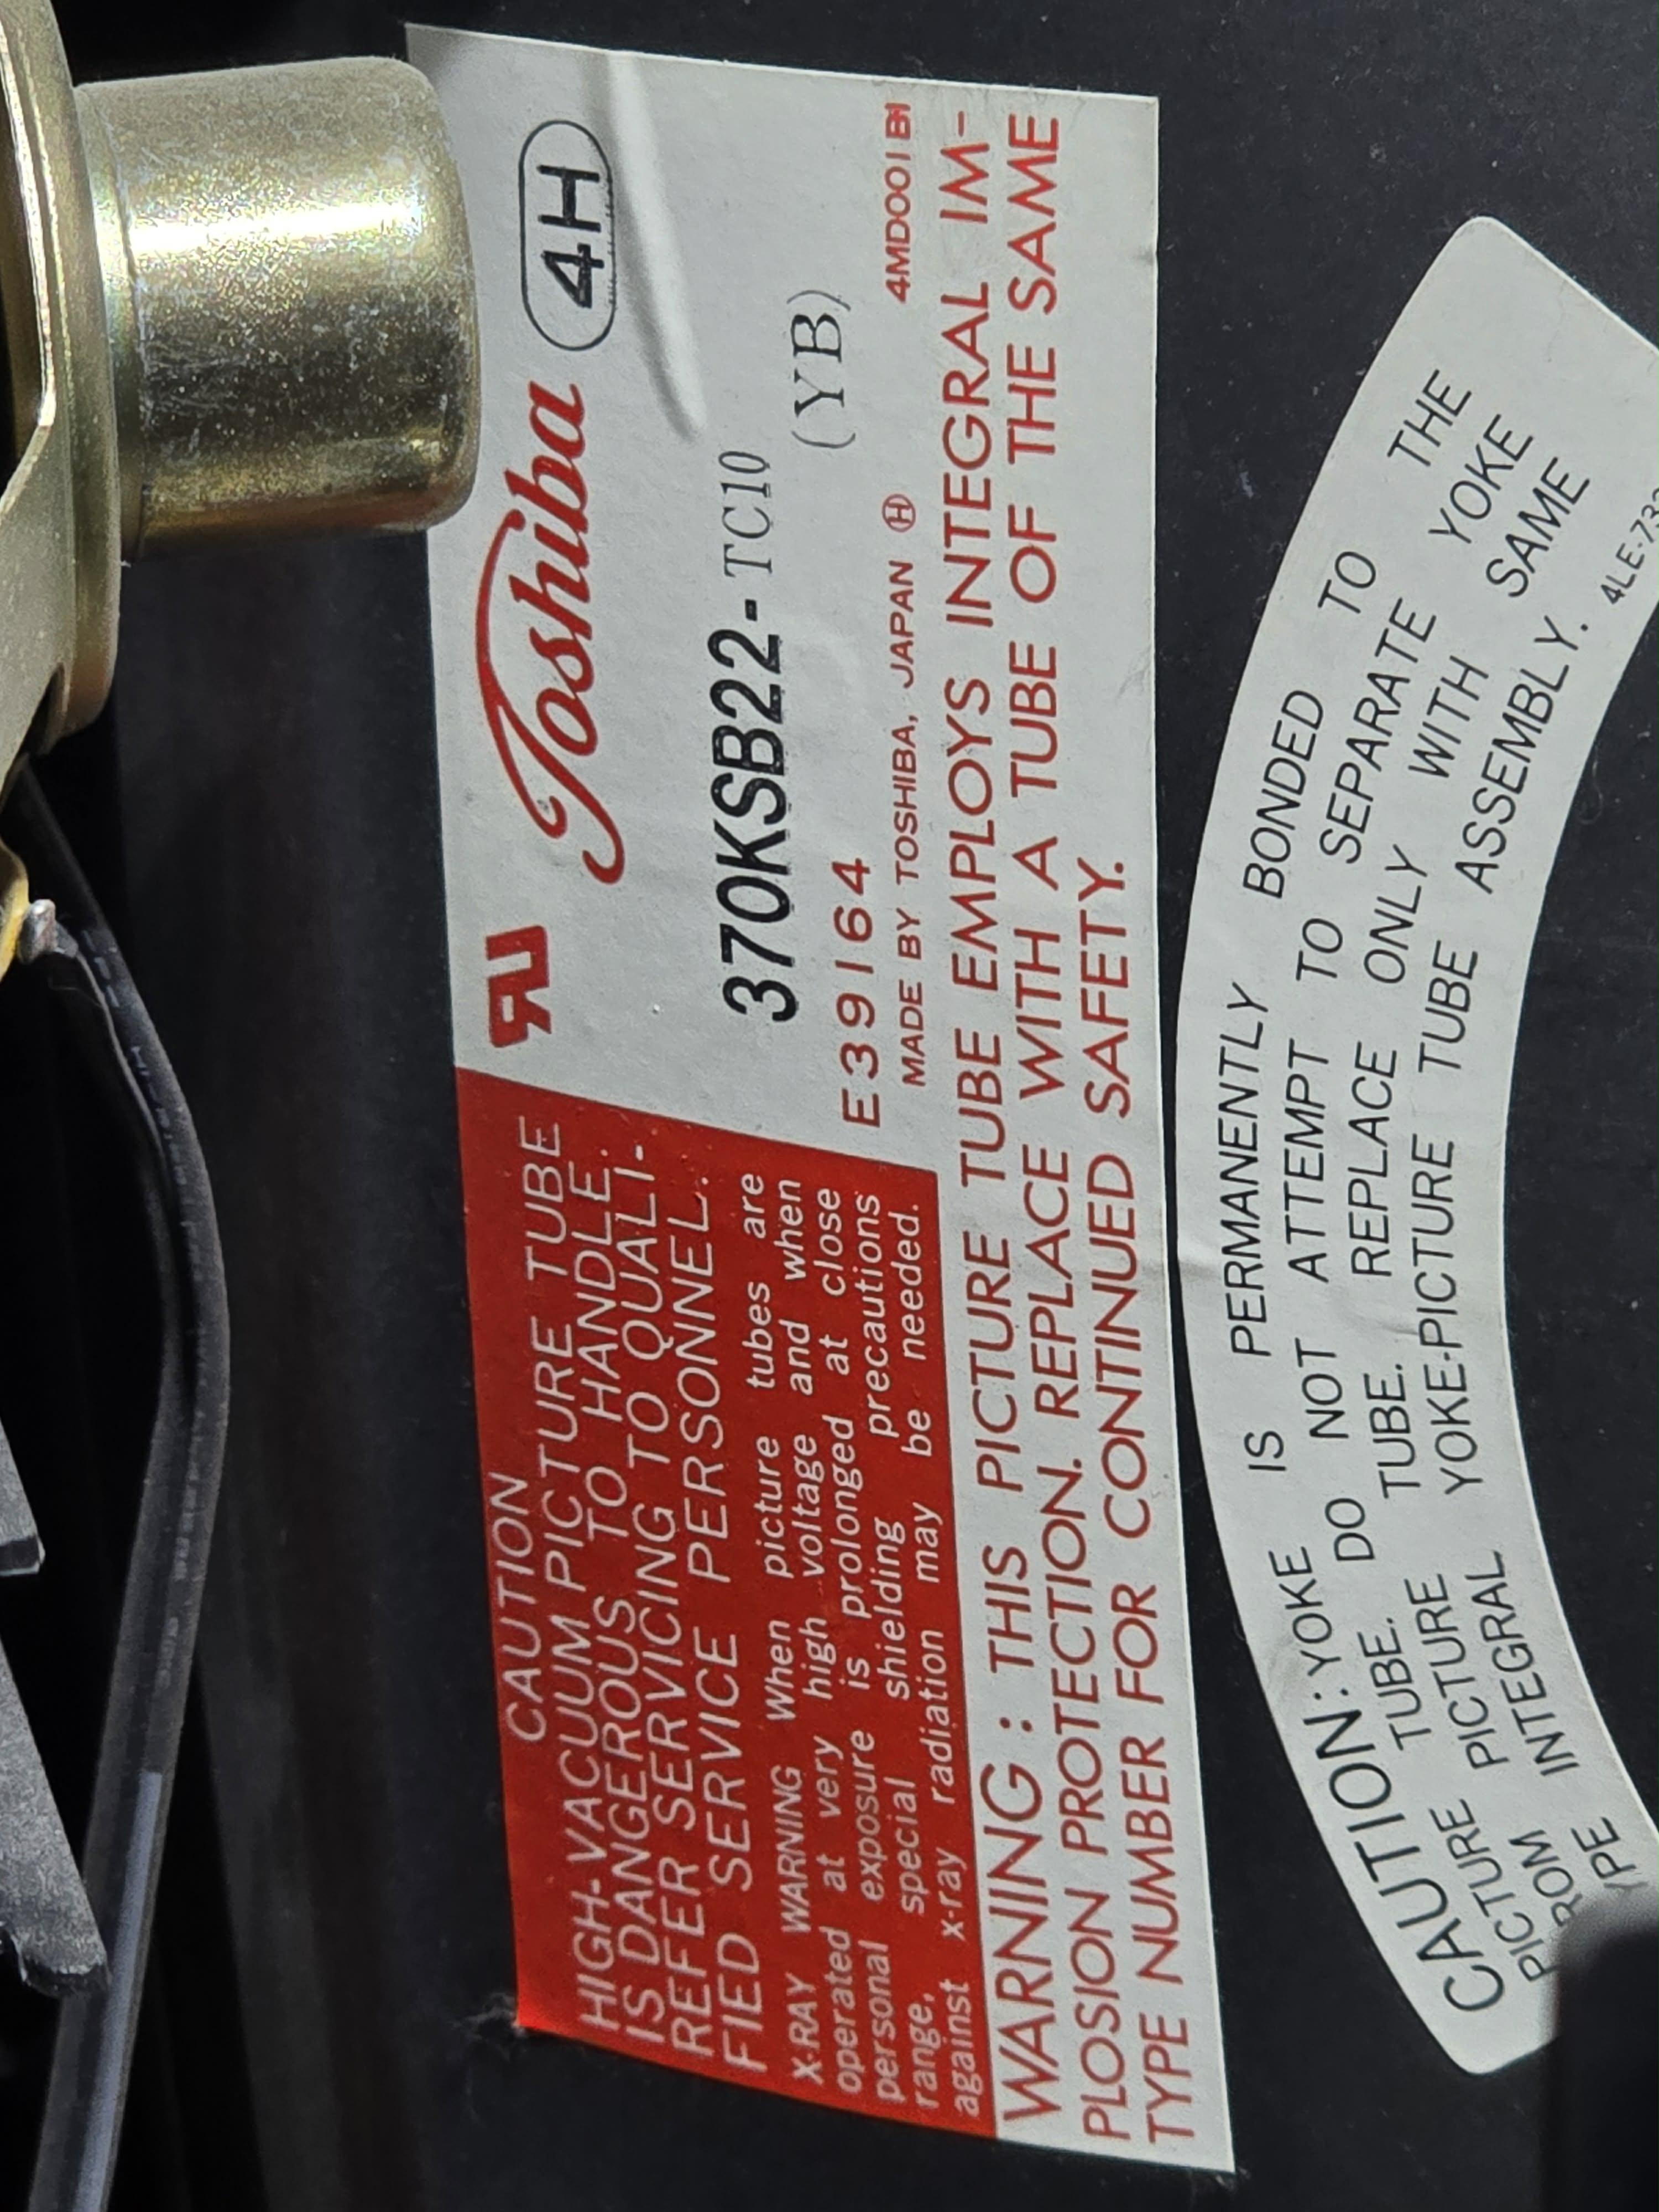 CAUTION
HIGH-VACUUM PICTURE TUBE
IS DANGEROUS TO HANDLE.
REFER SERVICING TO QUALI-
FIED SERVICE PERSONNEL.
X-RAY WARNING When picture tubes are
operated at very high voltage and when
personal exposure is prolonged at close
range, special shielding precautions
against x-ray radiation may be needed.
Toshiba 4H
370KSB22-TC10
(YB)
E39164
MADE BY TOSHIBA, JAPAN H 4MD001B1
WARNING : THIS PICTURE TUBE EMPLOYS INTEGRAL IM-
PLOSION PROTECTION. REPLACE WITH A TUBE OF THE SAME
TYPE NUMBER FOR CONTINUED SAFETY.
CAUTION: YOKE IS PERMANENTLY BONDED TO THE
PICTURE TUBE. DO NOT ATTEMPT TO SEPARATE YOKE
FROM PICTURE TUBE. REPLACE ONLY WITH SAME
TYPE INTEGRAL YOKE-PICTURE TUBE ASSEMBLY.